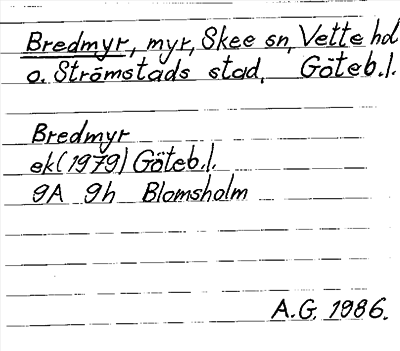 Bredmyr, myr, Skee sn, Vette hd
o. Strömstads stad, Göteb.l.
Bredmyr
ek (1979) Göteb.l.
9A 9h Blomsholm
A.G. 1986.